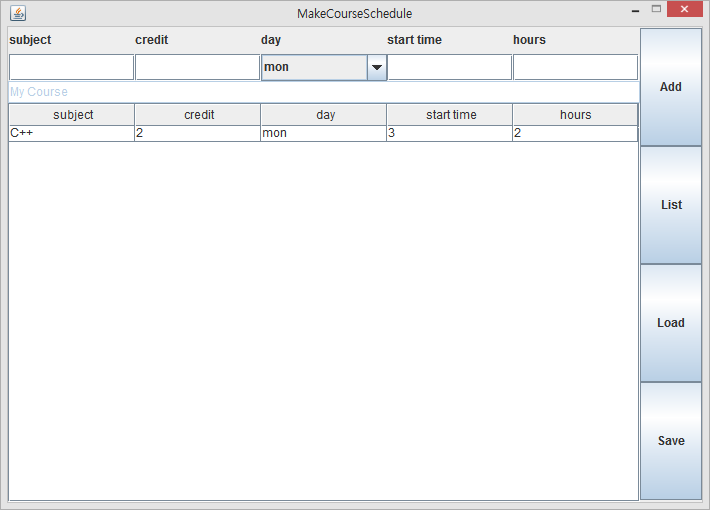 MakeCourseSchedule
subject credit day start time hours
mon
My Course
subject credit day start time hours
C++ 2 mon 3 2
Add
List
Load
Save